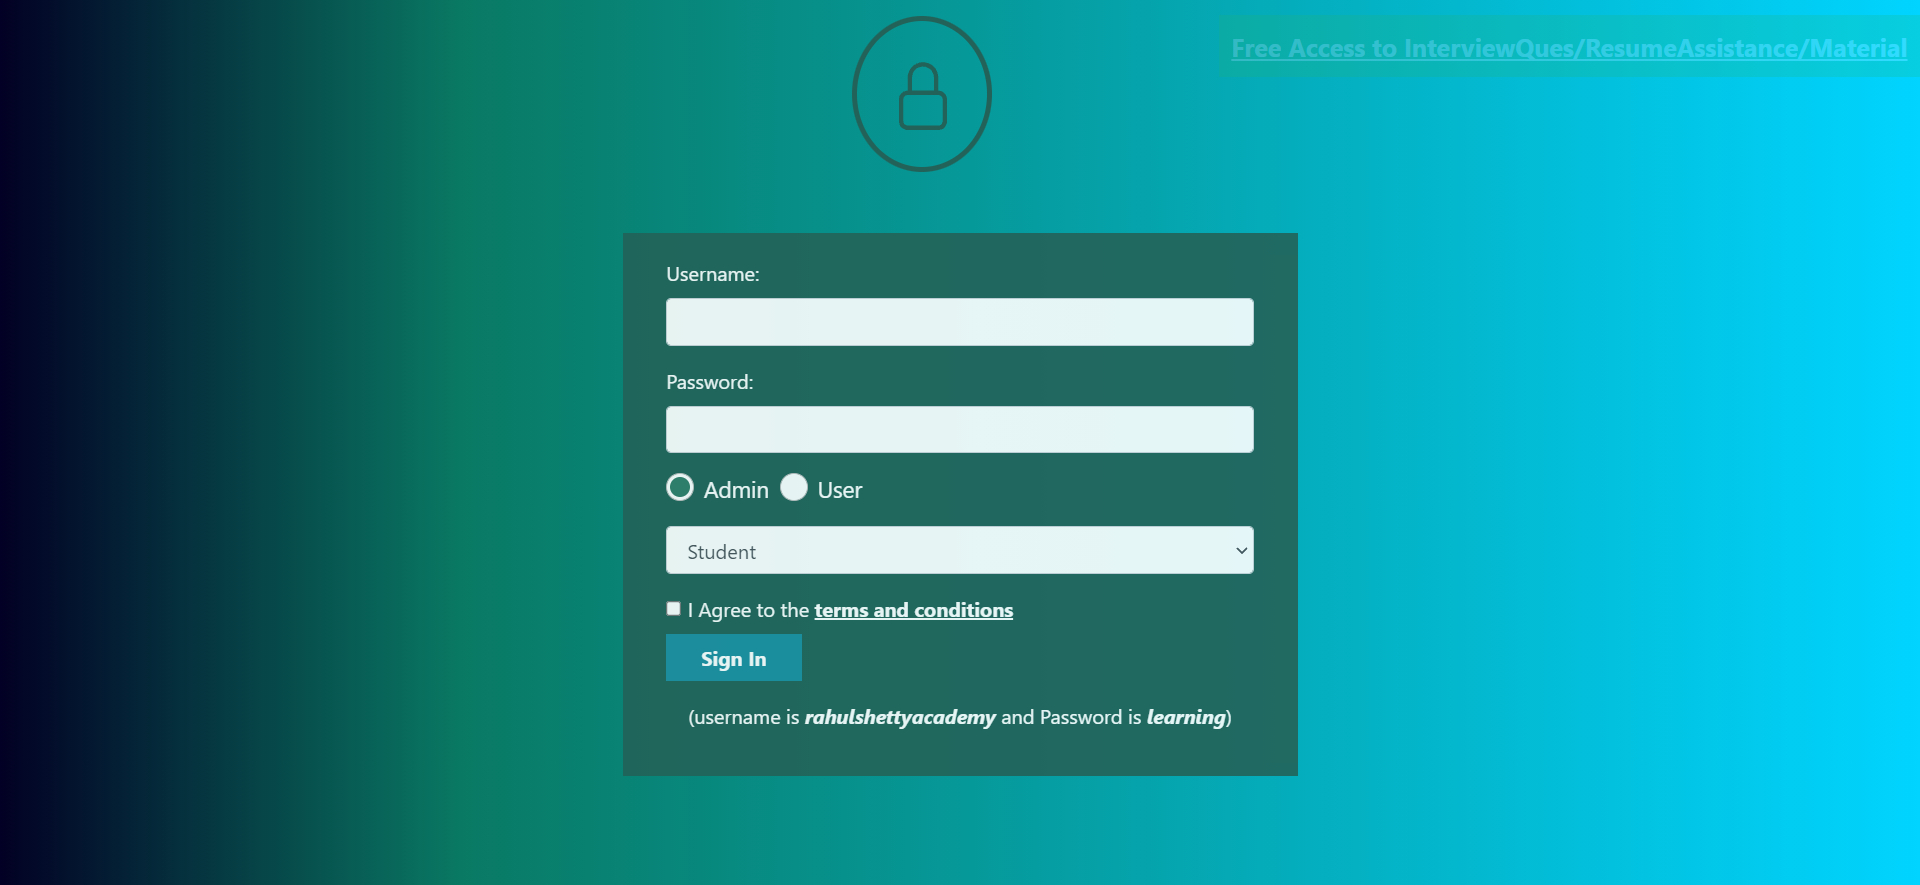 Free Access to InterviewQues/ResumeAssistance/Material
Username:
Password:
Admin User
Student
I Agree to the terms and conditions
Sign In
(username is rahulshettyacademy and Password is learning)